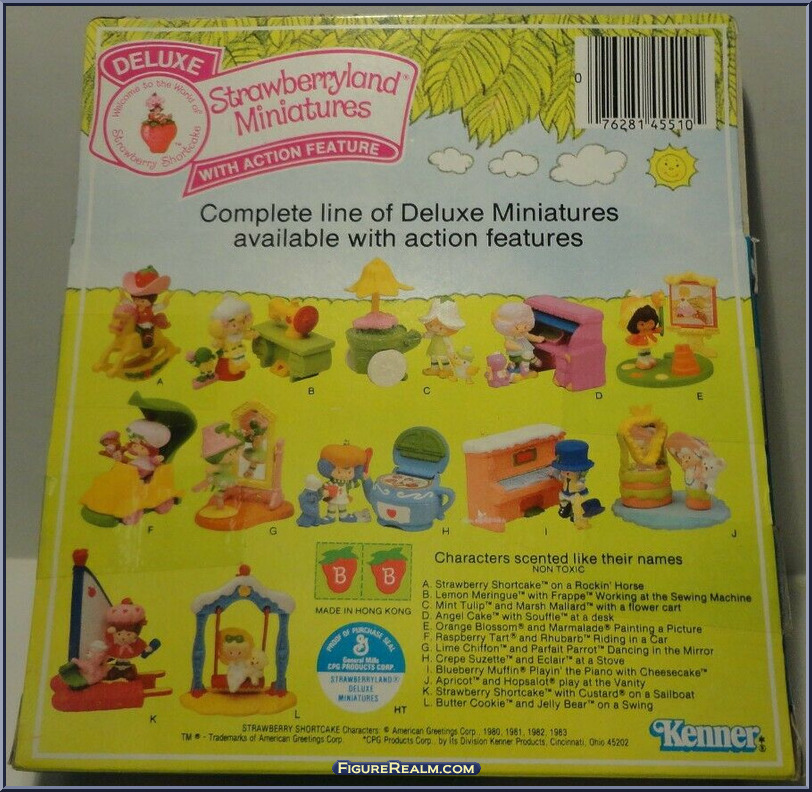 DELUXE
Welcome to the World of
Strawberry Shortcake
Strawberryland®
Miniatures
WITH ACTION FEATURE
0
76281 45510
Complete line of Deluxe Miniatures
available with action features
A
B
C
D
E
F
G
H
I
J
B B
MADE IN HONG KONG
Characters scented like their names
NON TOXIC
A. Strawberry Shortcake™ on a Rockin' Horse
B. Lemon Meringue™ with Frappe™ Working at the Sewing Machine
C. Mint Tulip™ and Marsh Mallard™ with a flower cart
D. Angel Cake™ with Souffle™ at a desk
E. Orange Blossom® and Marmalade® Painting a Picture
F. Raspberry Tart® and Rhubarb™ Riding in a Car
G. Lime Chiffon™ and Parfait Parrot™ Dancing in the Mirror
H. Crepe Suzette™ and Eclair™ at a Stove
I. Blueberry Muffin® Playin' the Piano with Cheesecake™
J. Apricot™ and Hopsalot® play at the Vanity
K. Strawberry Shortcake™ with Custard® on a Sailboat
L. Butter Cookie™ and Jelly Bear™ on a Swing
PROOF OF PURCHASE SEAL
General Mills
CPG PRODUCTS CORP.
STRAWBERRYLAND®
DELUXE
MINIATURES
HT
K
L
STRAWBERRY SHORTCAKE Characters: © American Greetings Corp., 1980, 1981, 1982, 1983
TM ® - Trademarks of American Greetings Corp. *CPG Products Corp., by its Division Kenner Products, Cincinnati, Ohio 45202
Kenner
FIGUREREALM.COM